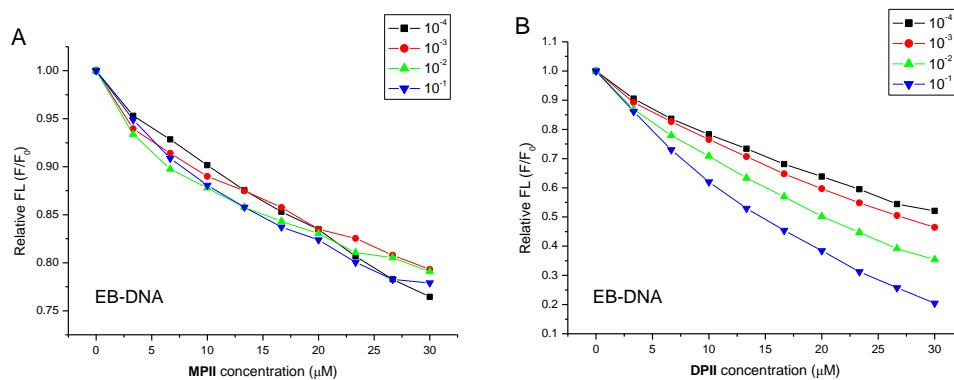 A
10⁻⁴
10⁻³
10⁻²
10⁻¹
Relative FL (F/F₀)
1.00
0.95
0.90
0.85
0.80
0.75
EB-DNA
0 5 10 15 20 25 30
MPII concentration (μM)
B
10⁻⁴
10⁻³
10⁻²
10⁻¹
Relative FL (F/F₀)
1.1
1.0
0.9
0.8
0.7
0.6
0.5
0.4
0.3
0.2
0.1
EB-DNA
0 5 10 15 20 25 30
DPII concentration (μM)